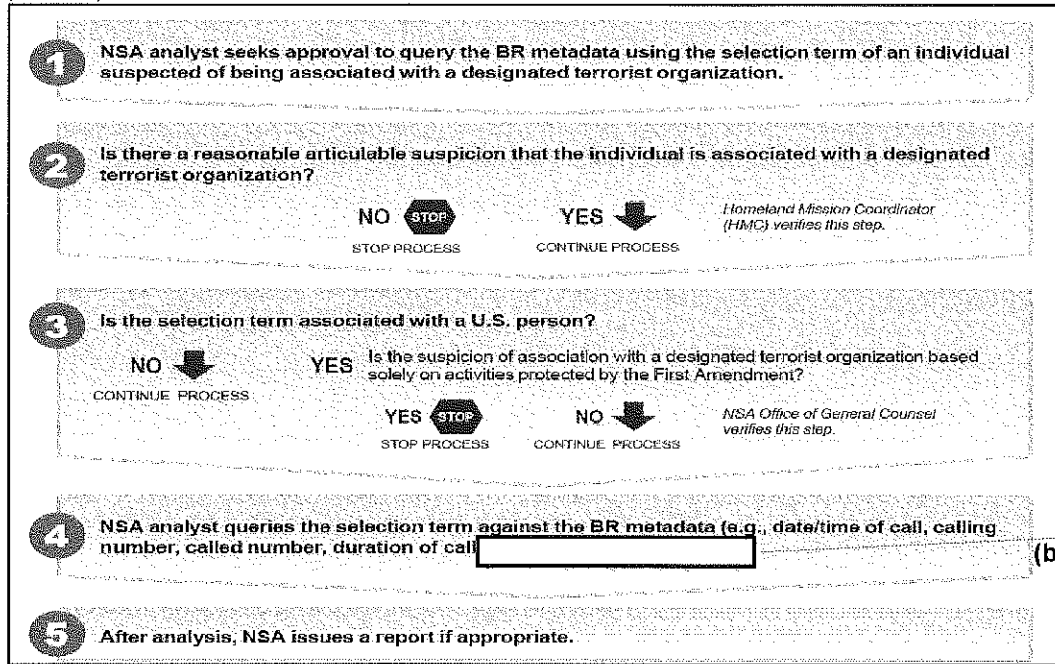 1
NSA analyst seeks approval to query the BR metadata using the selection term of an individual
suspected of being associated with a designated terrorist organization.
2
Is there a reasonable articulable suspicion that the individual is associated with a designated
terrorist organization?
NO STOP YES
STOP PROCESS CONTINUE PROCESS
Homeland Mission Coordinator
(HMC) verifies this step.
3
Is the selection term associated with a U.S. person?
NO
CONTINUE PROCESS
YES
Is the suspicion of association with a designated terrorist organization based
solely on activities protected by the First Amendment?
YES STOP NO
STOP PROCESS CONTINUE PROCESS
NSA Office of General Counsel
verifies this step.
4
NSA analyst queries the selection term against the BR metadata (e.g., date/time of call, calling
number, called number, duration of call
(b
5
After analysis, NSA issues a report if appropriate.